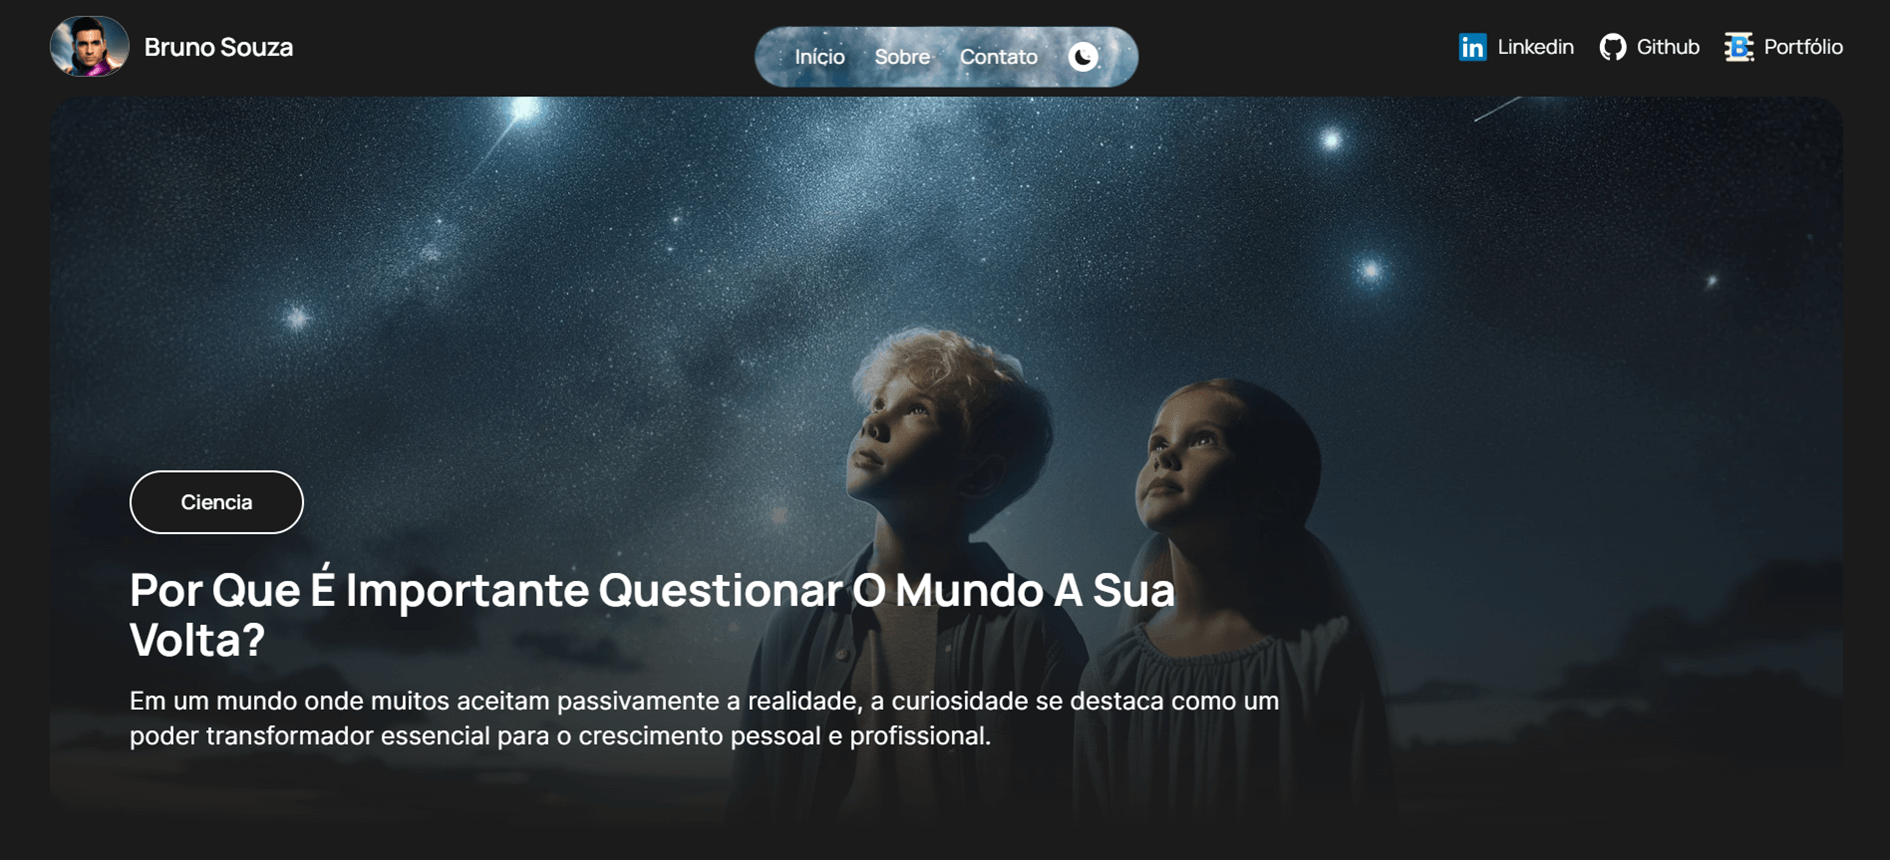 Bruno Souza
Início Sobre Contato
Linkedin Github Portfólio
Ciencia
Por Que É Importante Questionar O Mundo A Sua
Volta?
Em um mundo onde muitos aceitam passivamente a realidade, a curiosidade se destaca como um
poder transformador essencial para o crescimento pessoal e profissional.